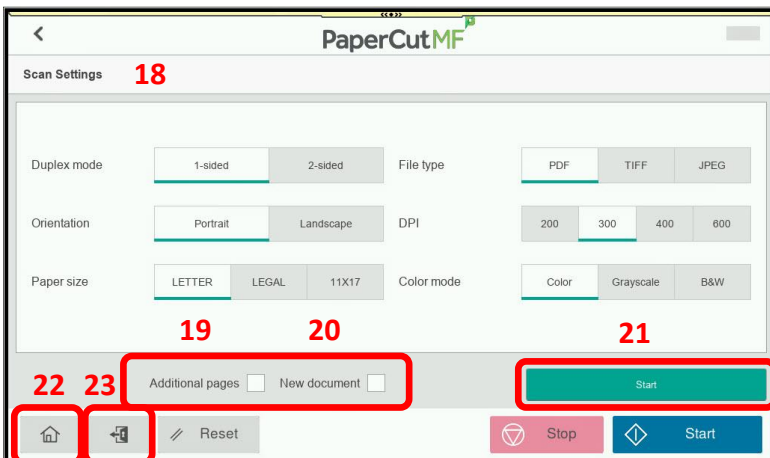 PaperCutMF
Scan Settings 18
Duplex mode 1-sided 2-sided File type PDF TIFF JPEG
Orientation Portrait Landscape DPI 200 300 400 600
Paper size LETTER LEGAL 11X17 Color mode Color Grayscale B&W
19 20 21
22 23 Additional pages New document Start
Reset Stop Start